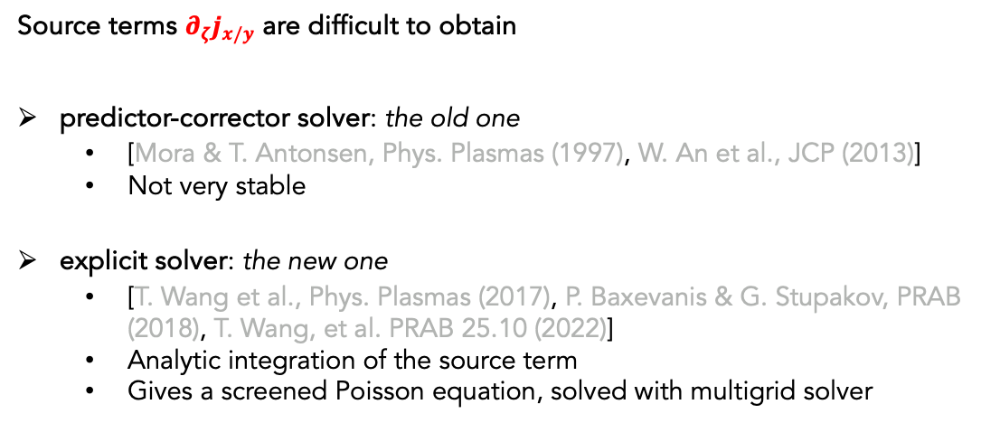 Source terms ∂ζjx/y are difficult to obtain
➢ predictor-corrector solver: the old one
• [Mora & T. Antonsen, Phys. Plasmas (1997), W. An et al., JCP (2013)]
• Not very stable
➢ explicit solver: the new one
• [T. Wang et al., Phys. Plasmas (2017), P. Baxevanis & G. Stupakov, PRAB
(2018), T. Wang, et al. PRAB 25.10 (2022)]
• Analytic integration of the source term
• Gives a screened Poisson equation, solved with multigrid solver